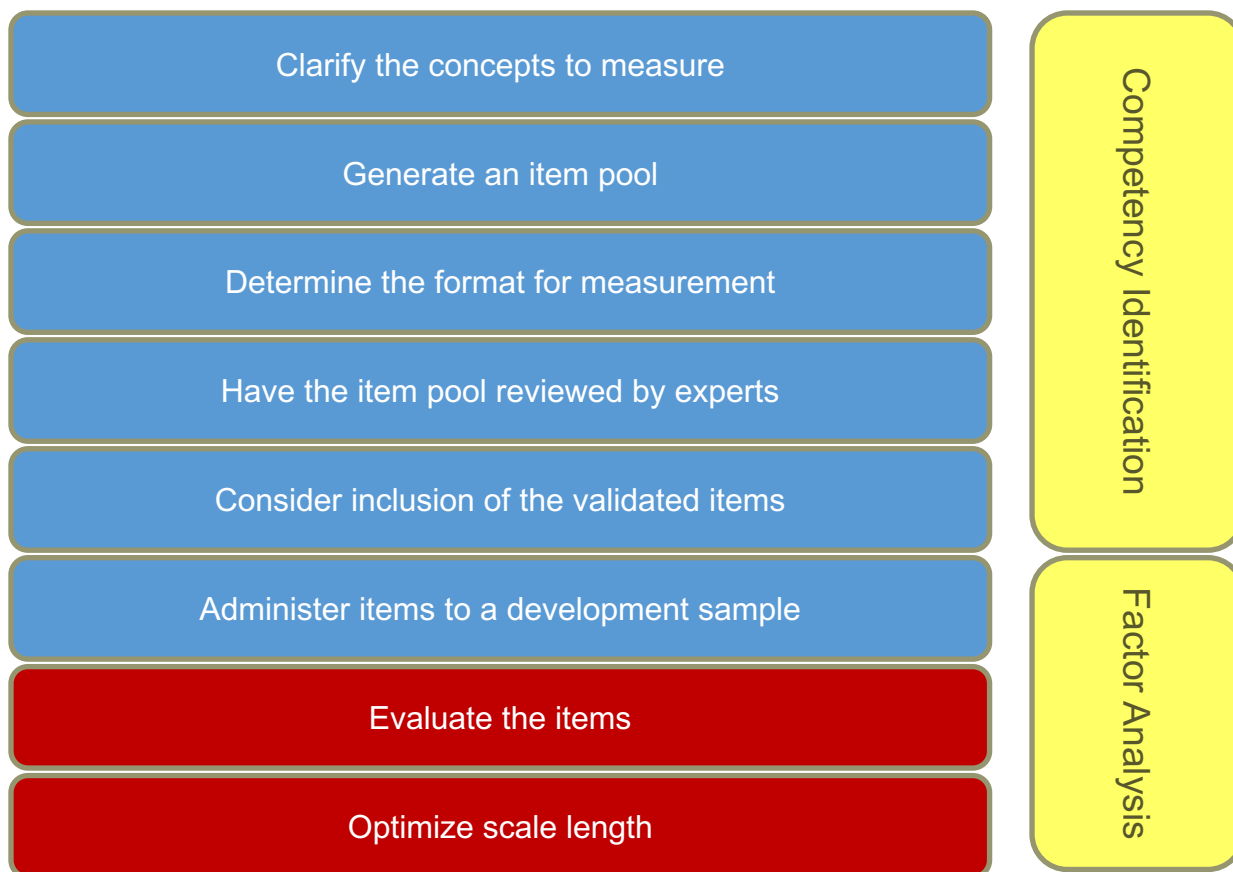 Clarify the concepts to measure
Generate an item pool
Determine the format for measurement
Have the item pool reviewed by experts
Consider inclusion of the validated items
Administer items to a development sample
Evaluate the items
Optimize scale length
Competency Identification
Factor Analysis